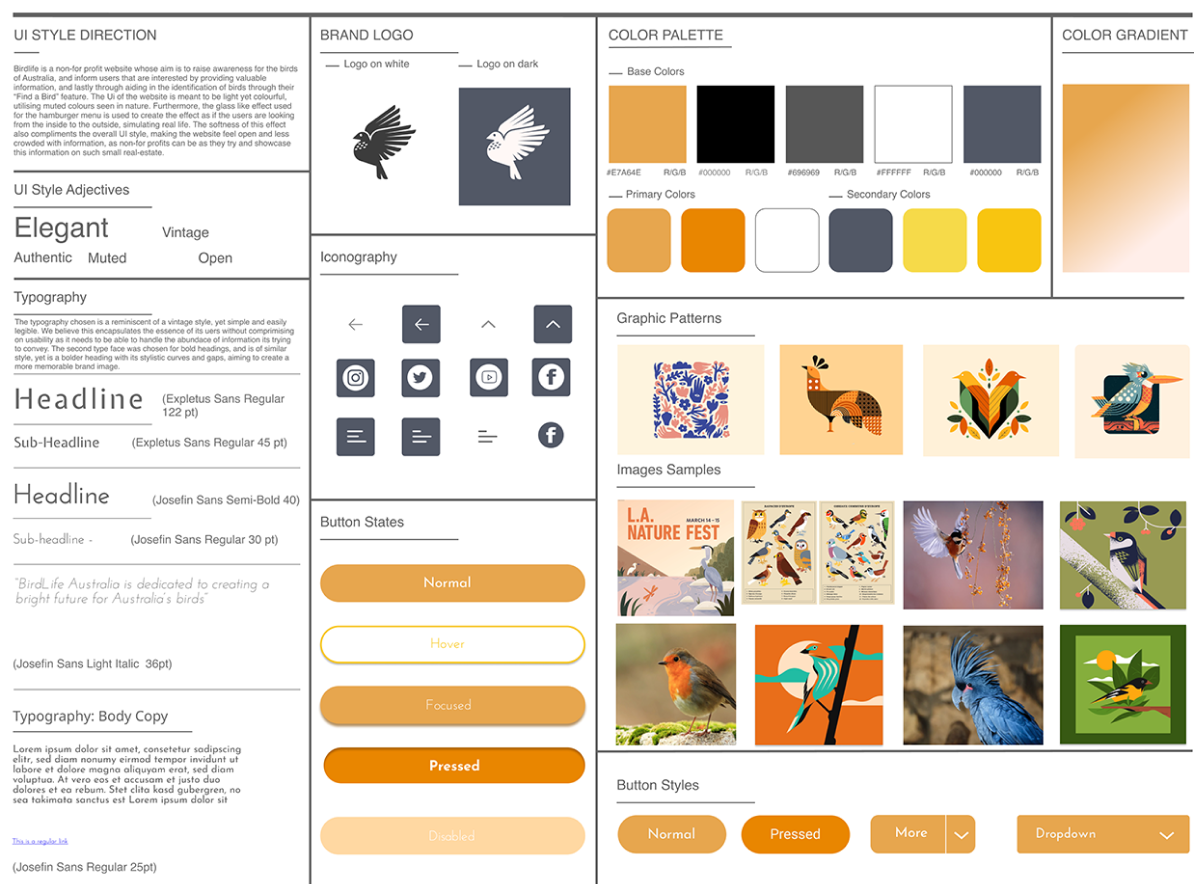 UI STYLE DIRECTION
Birdlife is a non-for profit website whose aim is to raise awareness for the birds
of Australia, and inform users that are interested by providing valuable
information, and lastly through aiding in the identification of birds through their
"Find a Bird" feature. The Ui of the website is meant to be light yet colourful,
utilising muted colours seen in nature. Furthermore, the glass like effect used
for the hamburger menu is used to create the effect as if the users are looking
from the inside to the outside, simulating real life. The softness of this effect
also compliments the overall UI style, making the website feel open and less
crowded with information, as non-for profits can be as they try and showcase
this information on such small real-estate.
UI Style Adjectives
Elegant
Vintage
Authentic
Muted
Open
Typography
The typography chosen is a reminiscent of a vintage style, yet simple and easily
legible. We believe this encapsulates the essence of its uers without comprimising
on usability as it needs to be able to handle the abundace of information its trying
to convey. The second type face was chosen for bold headings, and is of similar
style, yet is a bolder heading with its stylistic curves and gaps, aiming to create a
more memorable brand image.
Headline
(Expletus Sans Regular
122 pt)
Sub-Headline
(Expletus Sans Regular 45 pt)
Headline
(Josefin Sans Semi-Bold 40)
Sub-headline -
(Josefin Sans Regular 30 pt)
"BirdLife Australia is dedicated to creating a
bright future for Australia's birds"
(Josefin Sans Light Italic 36pt)
Typography: Body Copy
Lorem ipsum dolor sit amet, consetetur sadipscing
elitr, sed diam nonumy eirmod tempor invidunt ut
labore et dolore magna aliquyam erat, sed diam
voluptua. At vero eos et accusam et justo duo
dolores et ea rebum. Stet clita kasd gubergren, no
sea takimata sanctus est Lorem ipsum dolor sit
This is a regular link
(Josefin Sans Regular 25pt)
BRAND LOGO
Logo on white
Logo on dark
Iconography
Button States
Normal
Hover
Focused
Pressed
Disabled
COLOR PALETTE
Base Colors
#E7A64E R/G/B
#000000 R/G/B
#696969 R/G/B
#FFFFFF R/G/B
#000000 R/G/B
Primary Colors
Secondary Colors
COLOR GRADIENT
Graphic Patterns
Images Samples
L.A.
NATURE FEST
MARCH 14 - 15
Button Styles
Normal
Pressed
More
Dropdown